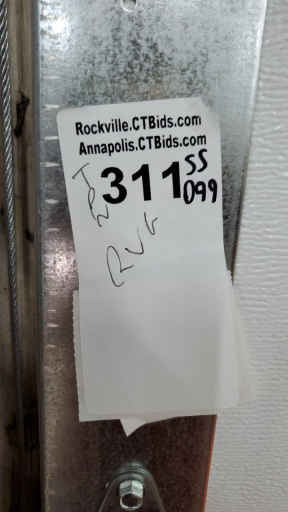 Rockville.CTBids.com
Annapolis.CTBids.com
311
SS
099
RUG